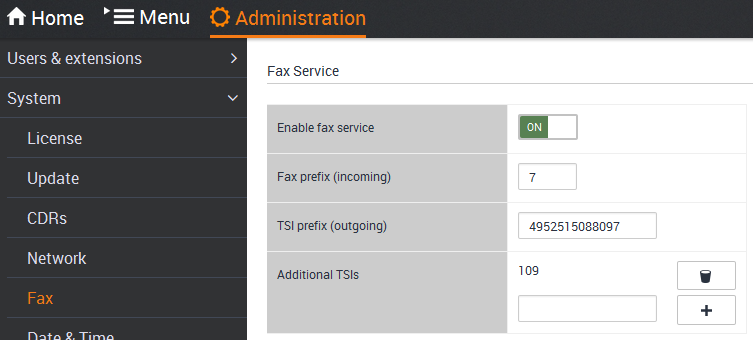 Home Menu Administration
Users & extensions
System
License
Update
CDRs
Network
Fax
Date & Time
Fax Service
Enable fax service ON
Fax prefix (incoming) 7
TSI prefix (outgoing) 4952515088097
Additional TSIs 109